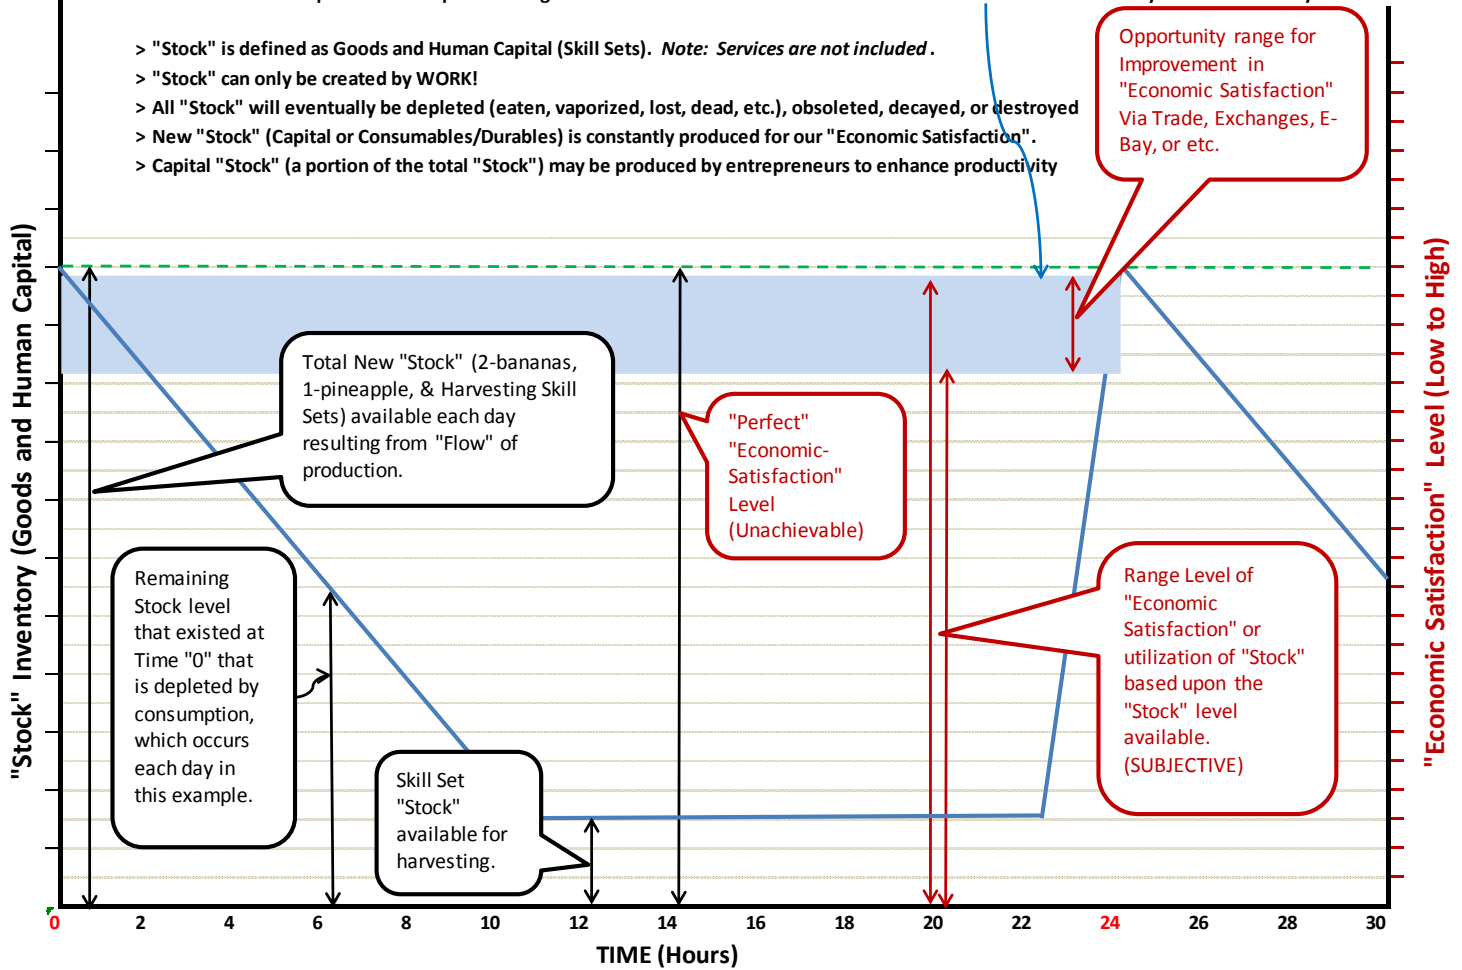 > "Stock" is defined as Goods and Human Capital (Skill Sets).  Note:  Services are not included .
> "Stock" can only be created by WORK!
> All "Stock" will eventually be depleted (eaten, vaporized, lost, dead, etc.), obsoleted, decayed, or destroyed
> New "Stock" (Capital or Consumables/Durables) is constantly produced for our "Economic Satisfaction".
> Capital "Stock" (a portion of the total "Stock") may be produced by entrepreneurs to enhance productivity
Opportunity range for
Improvement in
"Economic Satisfaction"
Via Trade, Exchanges, E-
Bay, or etc.
"Stock" Inventory (Goods and Human Capital)
"Economic Satisfaction" Level (Low to High)
Total New "Stock" (2-bananas,
1-pineapple, & Harvesting Skill
Sets) available each day
resulting from "Flow" of
production.
"Perfect"
"Economic-
Satisfaction"
Level
(Unachievable)
Remaining
Stock level
that existed at
Time "0" that
is depleted by
consumption,
which occurs
each day in
this example.
Range Level of
"Economic
Satisfaction" or
utilization of "Stock"
based upon the
"Stock" level
available.
(SUBJECTIVE)
Skill Set
"Stock"
available for
harvesting.
0 2 4 6 8 10 12 14 16 18 20 22 24 26 28 30
TIME (Hours)